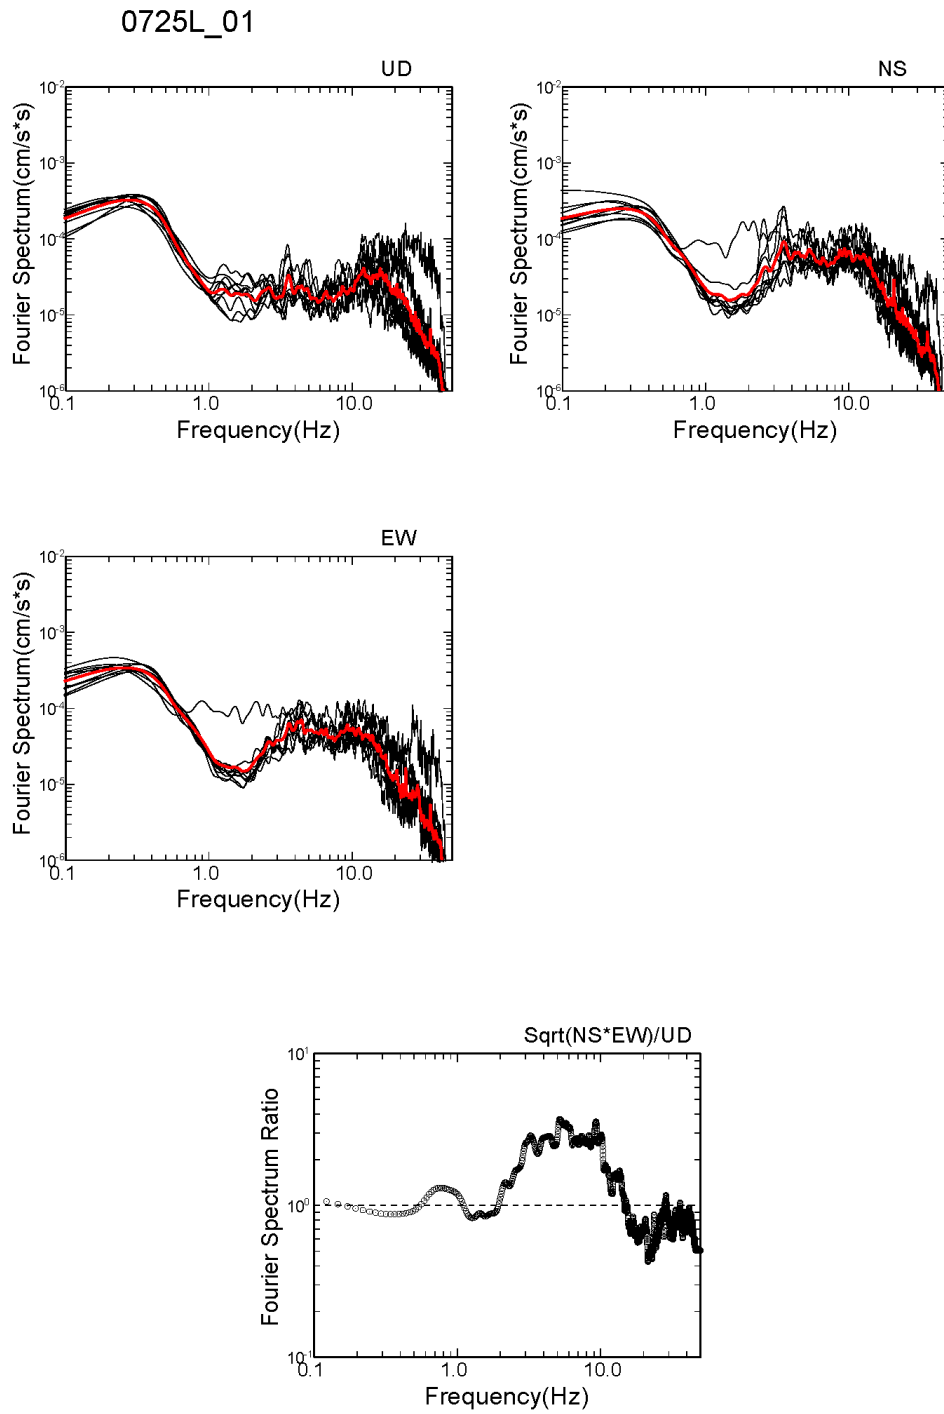 0725L_01
UD
10-2
10-3
10-4
10-5
10-6
Fourier Spectrum(cm/s*s)
0.1 1.0 10.0
Frequency(Hz)
NS
10-2
10-3
10-4
10-5
10-6
Fourier Spectrum(cm/s*s)
0.1 1.0 10.0
Frequency(Hz)
EW
10-2
10-3
10-4
10-5
10-6
Fourier Spectrum(cm/s*s)
0.1 1.0 10.0
Frequency(Hz)
Sqrt(NS*EW)/UD
101
100
10-1
Fourier Spectrum Ratio
0.1 1.0 10.0
Frequency(Hz)